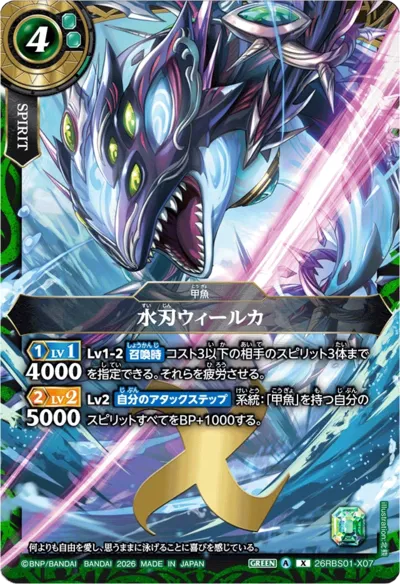 4
SPIRIT
甲魚
水刃ウィールカ
1 LV1
4000
Lv1-2 召喚時 コスト3以下の相手のスピリット3体まで
を指定できる。それらを疲労させる。
2 LV2
5000
Lv2 自分のアタックステップ 系統:「甲魚」を持つ自分の
スピリットすべてをBP+1000する。
何よりも自由を愛し、思うままに泳げることに喜びを感じている。
©BNP/BANDAI BANDAI 2026 MADE IN JAPAN
GREEN A X 26RBS01-X07